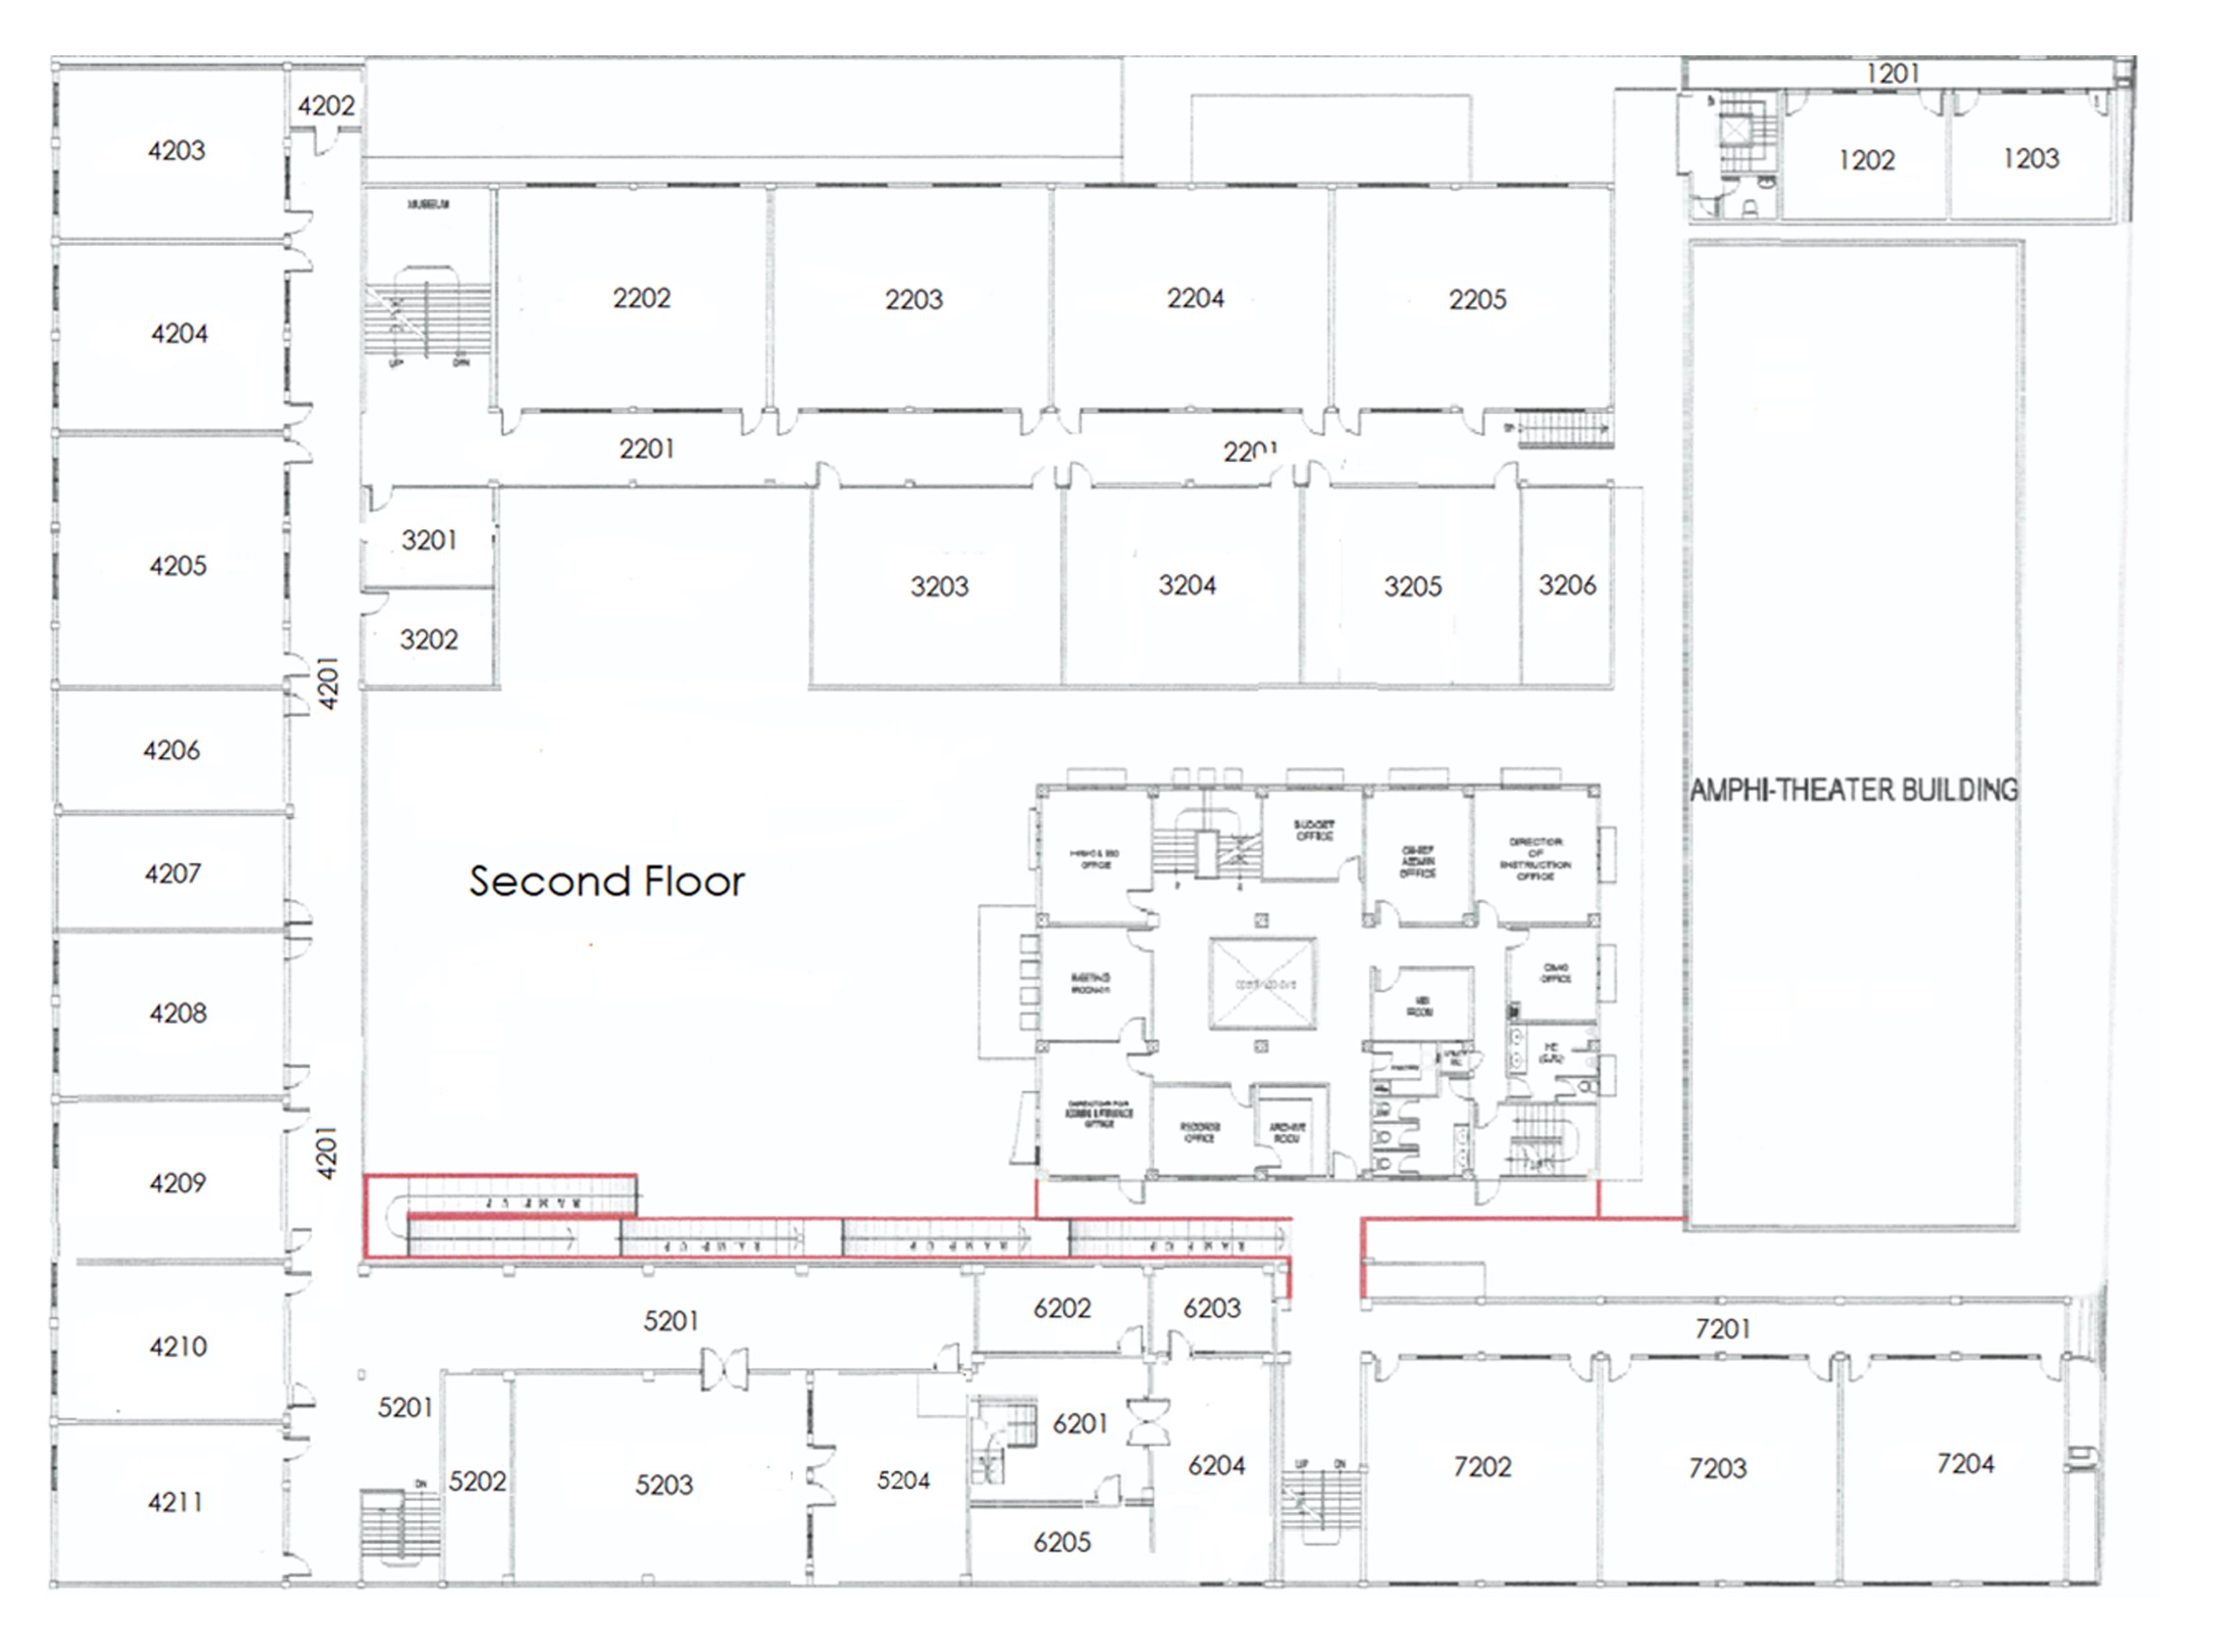 1201
4202
4203
1202
1203
MUSEUM
2202
2203
2204
2205
4204
UP
DN
2201
2201
3201
4205
3203
3204
3205
3206
3202
4201
4206
AMPHI-THEATER BUILDING
BUDGET
OFFICE
DIRECTOR
OF
INSTRUCTION
OFFICE
CHIEF
ADMIN
OFFICE
OFFICE
4207
Second Floor
OFFICE
MEETING
ROOM
4208
DIRECTOR FOR
ADMIN & FINANCE
OFFICE
RECORDS
OFFICE
ARCHIVE
ROOM
4201
4209
RAMP UP
RAMP UP
RAMP UP
RAMP UP
5201
6202
6203
7201
4210
5201
6201
5202
5203
5204
6204
7202
7203
7204
DN
UP
DN
4211
6205